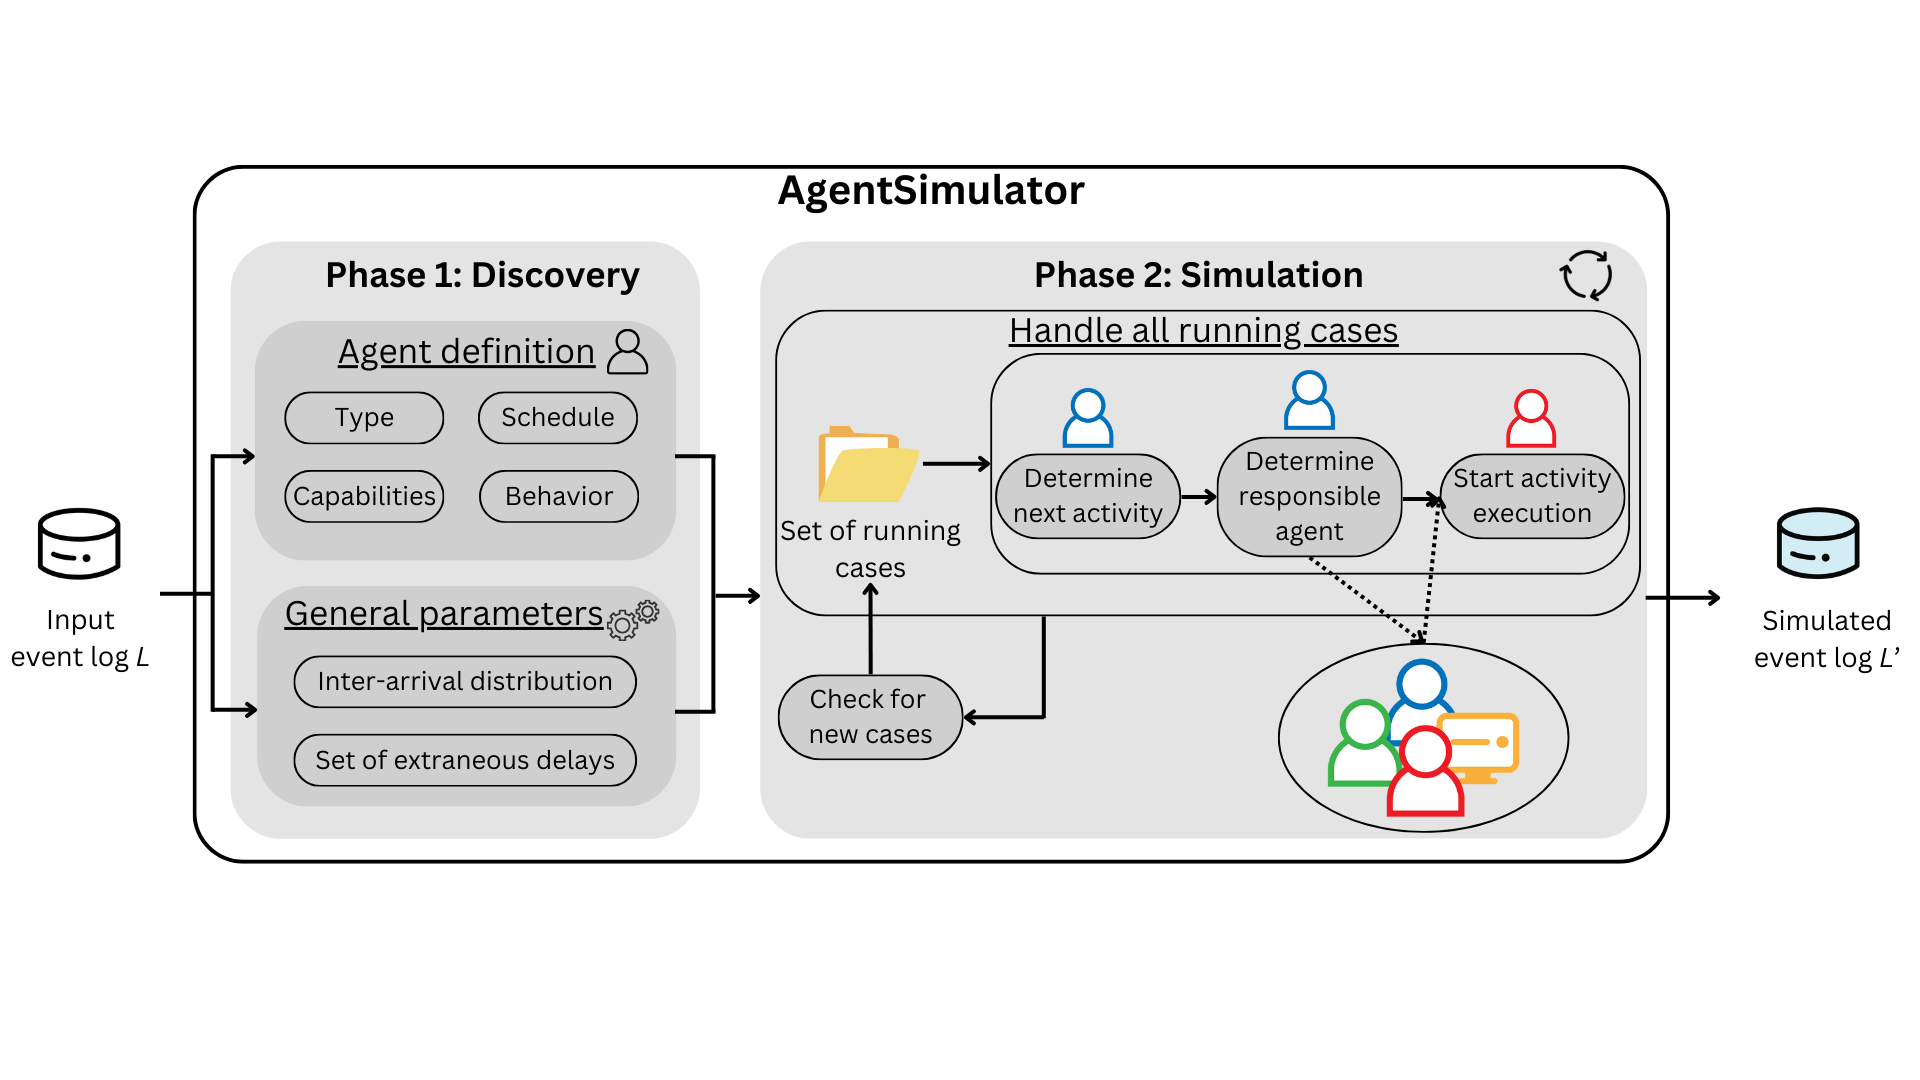 AgentSimulator
Phase 1: Discovery
Agent definition
Type
Schedule
Capabilities
Behavior
General parameters
Inter-arrival distribution
Set of extraneous delays
Input
event log L
Phase 2: Simulation
Handle all running cases
Set of running
cases
Determine
next activity
Determine
responsible
agent
Start activity
execution
Check for
new cases
Simulated
event log L’